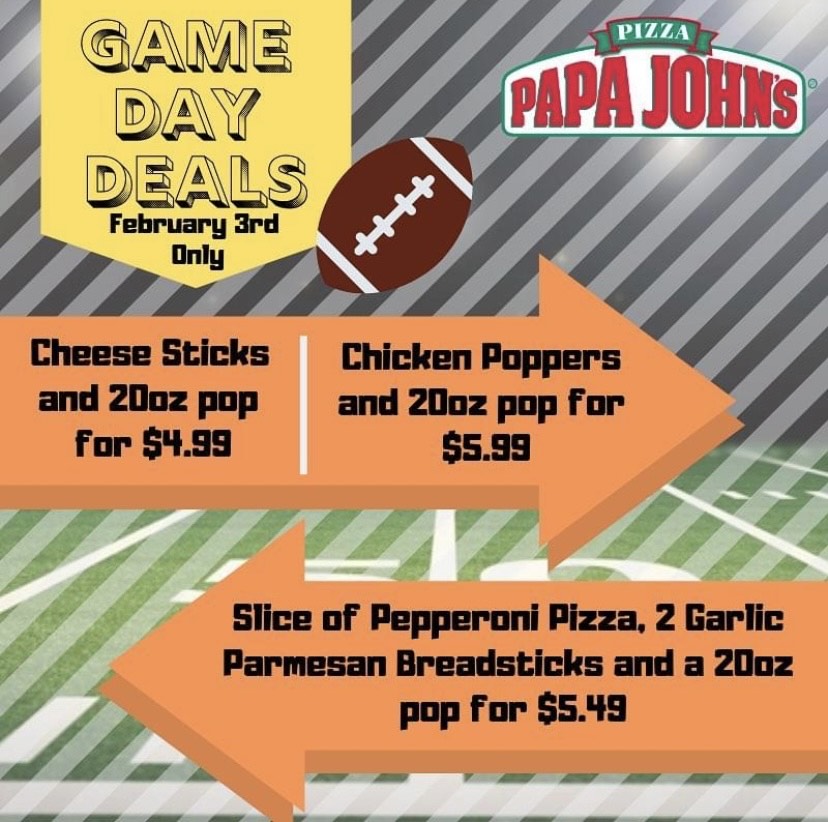 GAME
DAY
DEALS
February 3rd
Only
PIZZA
PAPA JOHN'S
®
Cheese Sticks
and 20oz pop
for $4.99
Chicken Poppers
and 20oz pop for
$5.99
Slice of Pepperoni Pizza, 2 Garlic
Parmesan Breadsticks and a 20oz
pop for $5.49